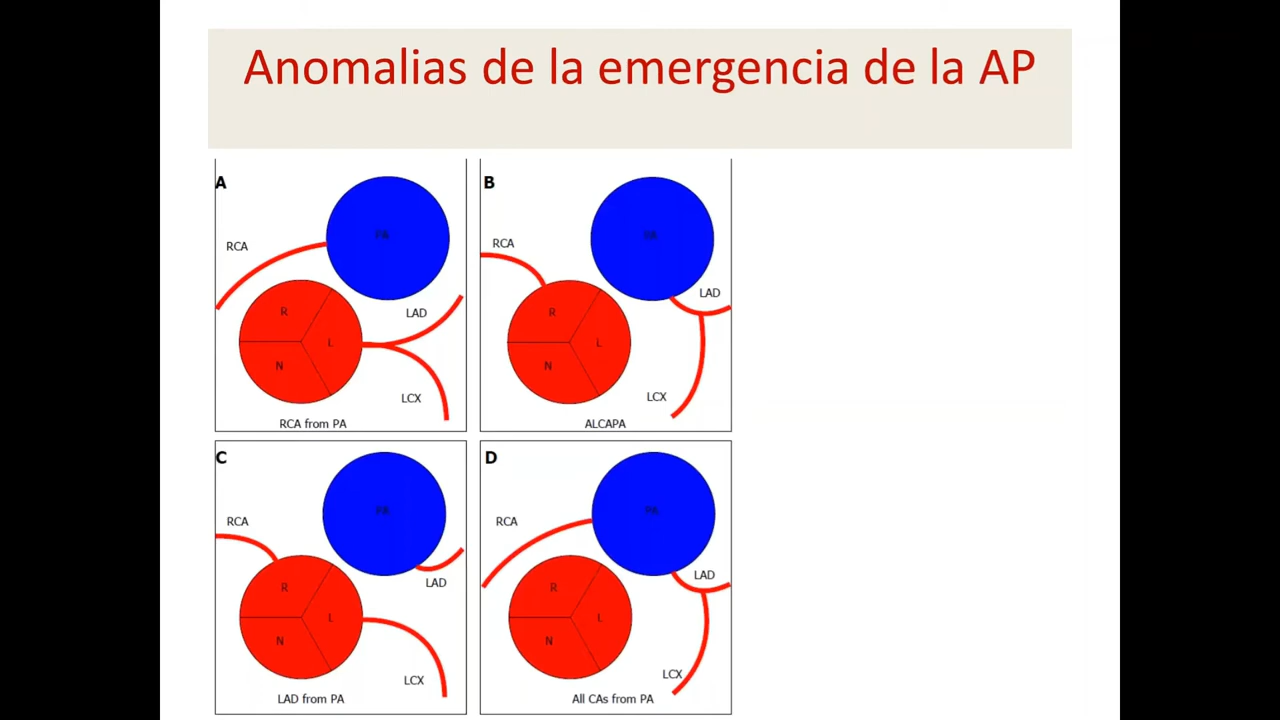 Anomalias de la emergencia de la AP
A
PA
RCA
LAD
R
L
N
LCX
RCA from PA
B
PA
RCA
LAD
R
L
N
LCX
ALCAPA
C
PA
RCA
LAD
R
L
N
LCX
LAD from PA
D
PA
RCA
LAD
R
L
N
LCX
All CAs from PA